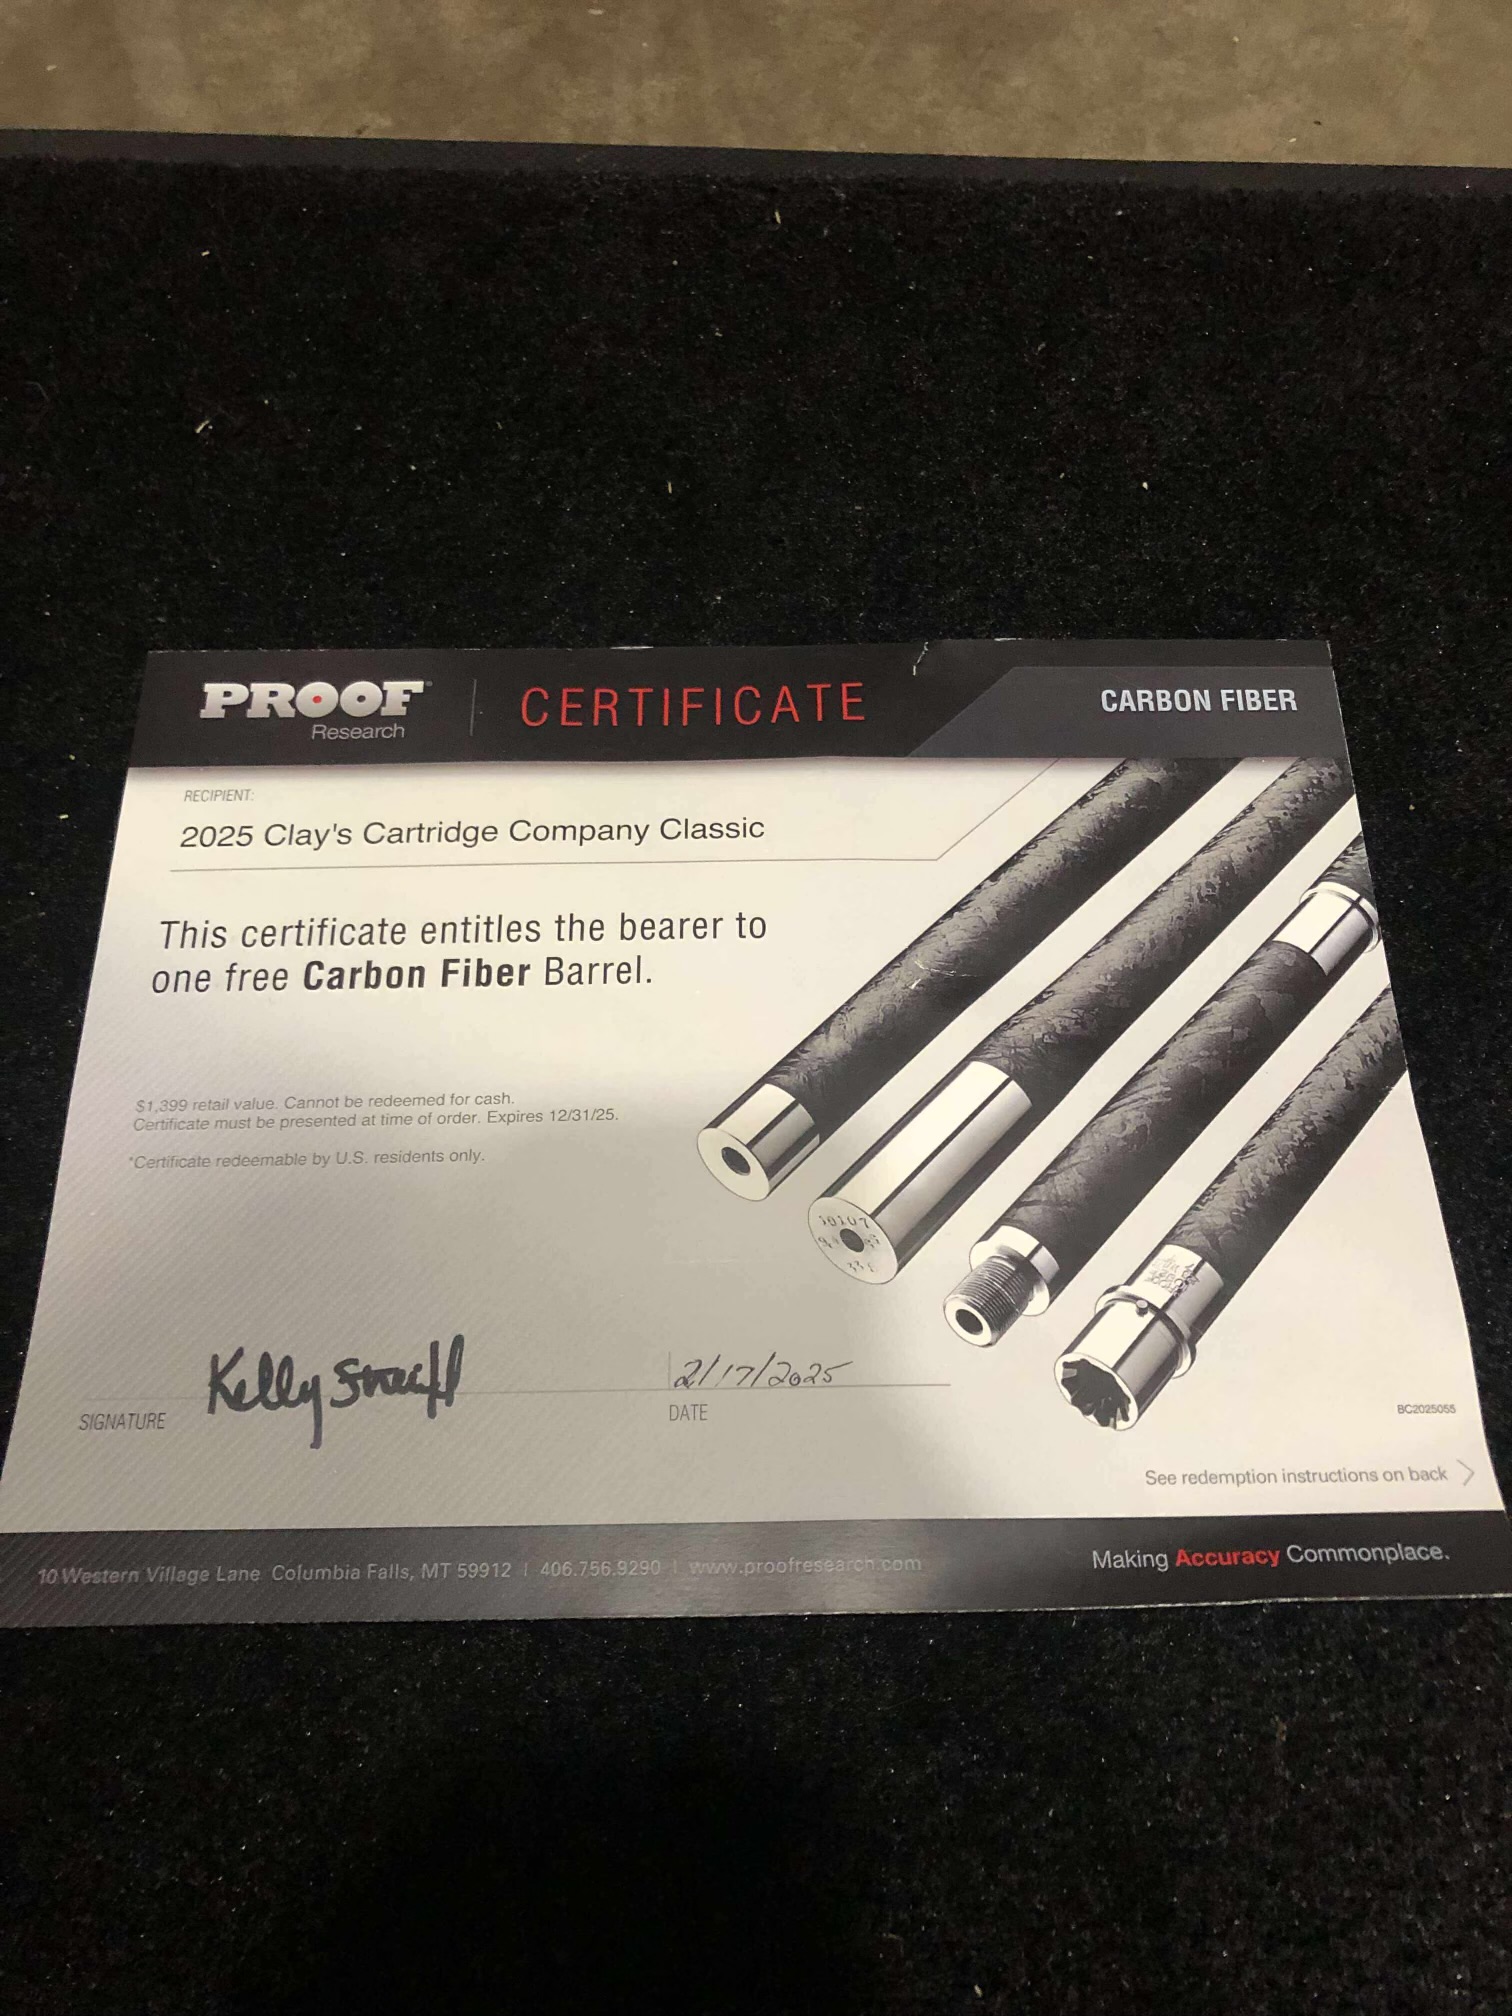 PROOF®
Research
CERTIFICATE
CARBON FIBER
RECIPIENT:
2025 Clay's Cartridge Company Classic
This certificate entitles the bearer to
one free Carbon Fiber Barrel.
$1,399 retail value. Cannot be redeemed for cash.
Certificate must be presented at time of order. Expires 12/31/25.
*Certificate redeemable by U.S. residents only.
10107
SIGNATURE
Kelly
2/17/2025
DATE
BC2025055
See redemption instructions on back >
10 Western Village Lane Columbia Falls, MT 59912 | 406.756.9290 | www.proofresearch.com
Making Accuracy Commonplace.